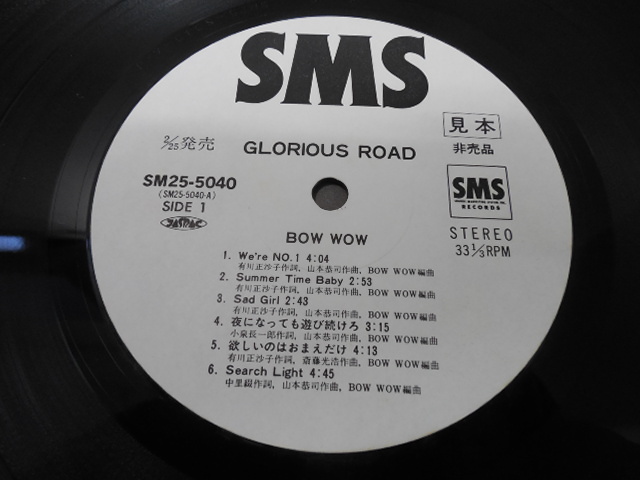 SMS
見本
非売品
2/25発売
GLORIOUS ROAD
SM25-5040
(SM25-5040-A)
SIDE 1
JASRAC
SMS
RECORDS
STEREO
33 1/3 RPM
BOW WOW
1. We're NO.1 4:04
有川正沙子作詞, 山本恭司作曲, BOW WOW編曲
2. Summer Time Baby 2:53
有川正沙子作詞, 山本恭司作曲, BOW WOW編曲
3. Sad Girl 2:43
有川正沙子作詞, 山本恭司作曲, BOW WOW編曲
4. 夜になっても遊び続けろ 3:15
小泉長一郎作詞, 山本恭司作曲, BOW WOW編曲
5. 欲しいのはおまえだけ 4:13
有川正沙子作詞, 斎藤光浩作曲, BOW WOW編曲
6. Search Light 4:45
中里綴作詞, 山本恭司作曲, BOW WOW編曲